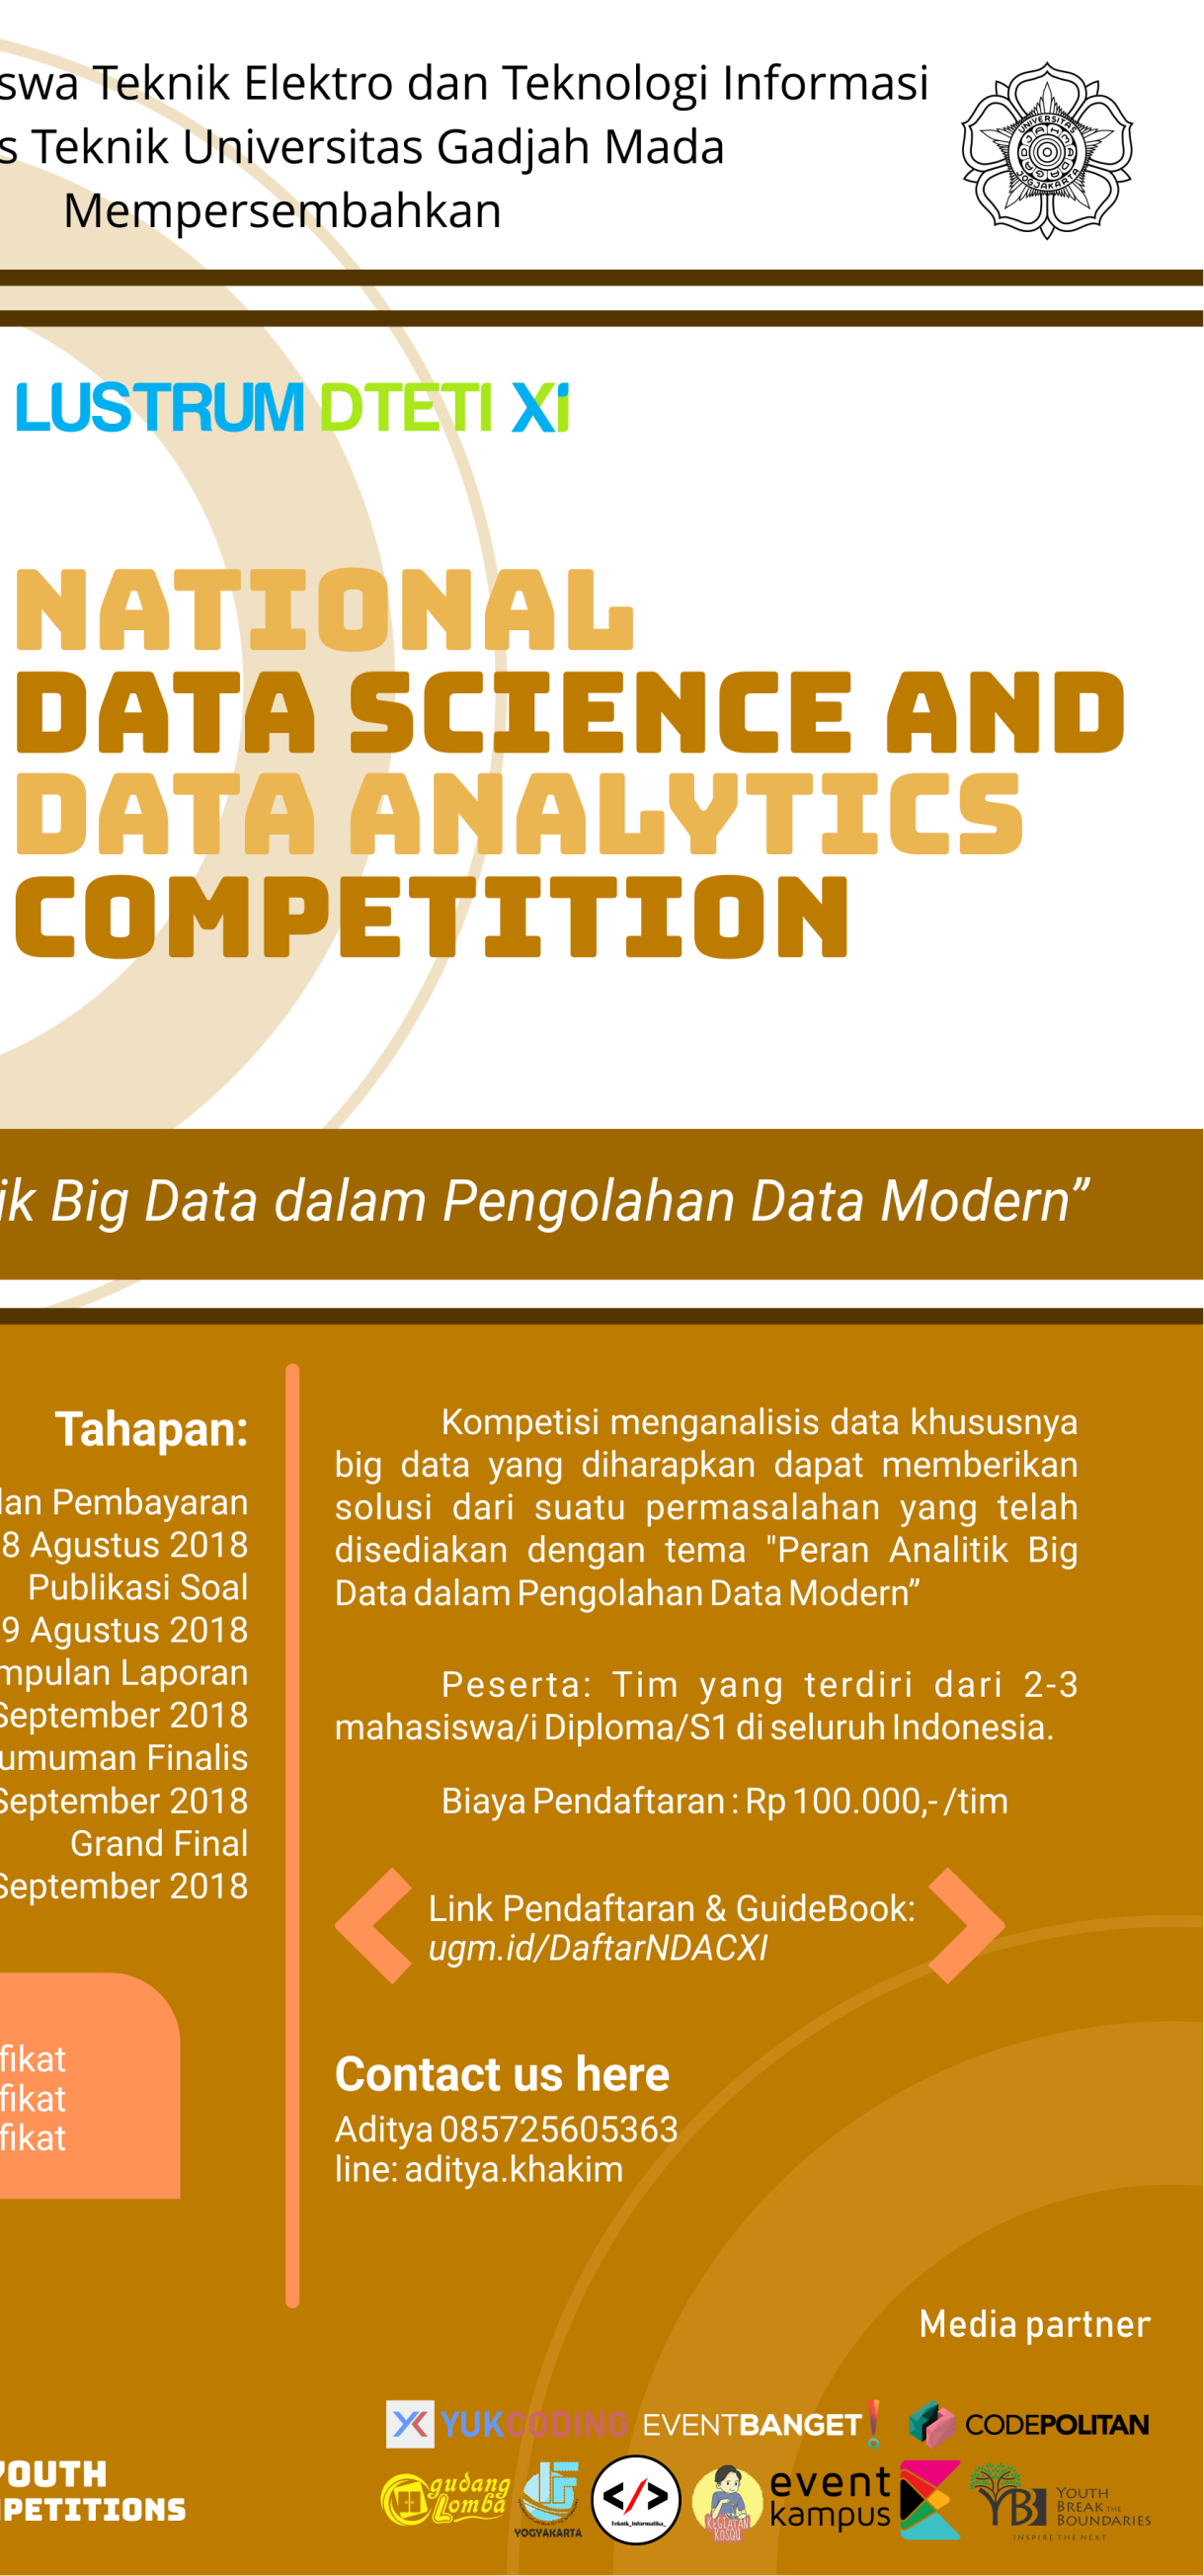 swa Teknik Elektro dan Teknologi Informasi
s Teknik Universitas Gadjah Mada
Mempersembahkan
UNIVERSITAS
GADJAH MADA
JOGJAKARTA
LUSTRUM DTETI XI
NATIONAL
DATA SCIENCE AND
DATA ANALYTICS
COMPETITION
ik Big Data dalam Pengolahan Data Modern”
Tahapan:
dan Pembayaran
8 Agustus 2018
Publikasi Soal
9 Agustus 2018
mpulan Laporan
September 2018
umuman Finalis
September 2018
Grand Final
September 2018
fikat
fikat
fikat
Kompetisi menganalisis data khususnya
big data yang diharapkan dapat memberikan
solusi dari suatu permasalahan yang telah
disediakan dengan tema "Peran Analitik Big
Data dalam Pengolahan Data Modern”
Peserta: Tim yang terdiri dari 2-3
mahasiswa/i Diploma/S1 di seluruh Indonesia.
Biaya Pendaftaran : Rp 100.000,- /tim
Link Pendaftaran & GuideBook:
ugm.id/DaftarNDACXI
Contact us here
Aditya 085725605363
line: aditya.khakim
Media partner
YUKCODING EVENTBANGET! CODEPOLITAN
YOUTH
MPETITIONS
gudang
Lomba
YOGYAKARTA
</> Teknik_Informatika_
KEGIATAN
KOSQU
event
kampus
YBB
YOUTH
BREAK THE
BOUNDARIES
INSPIRE THE NEXT